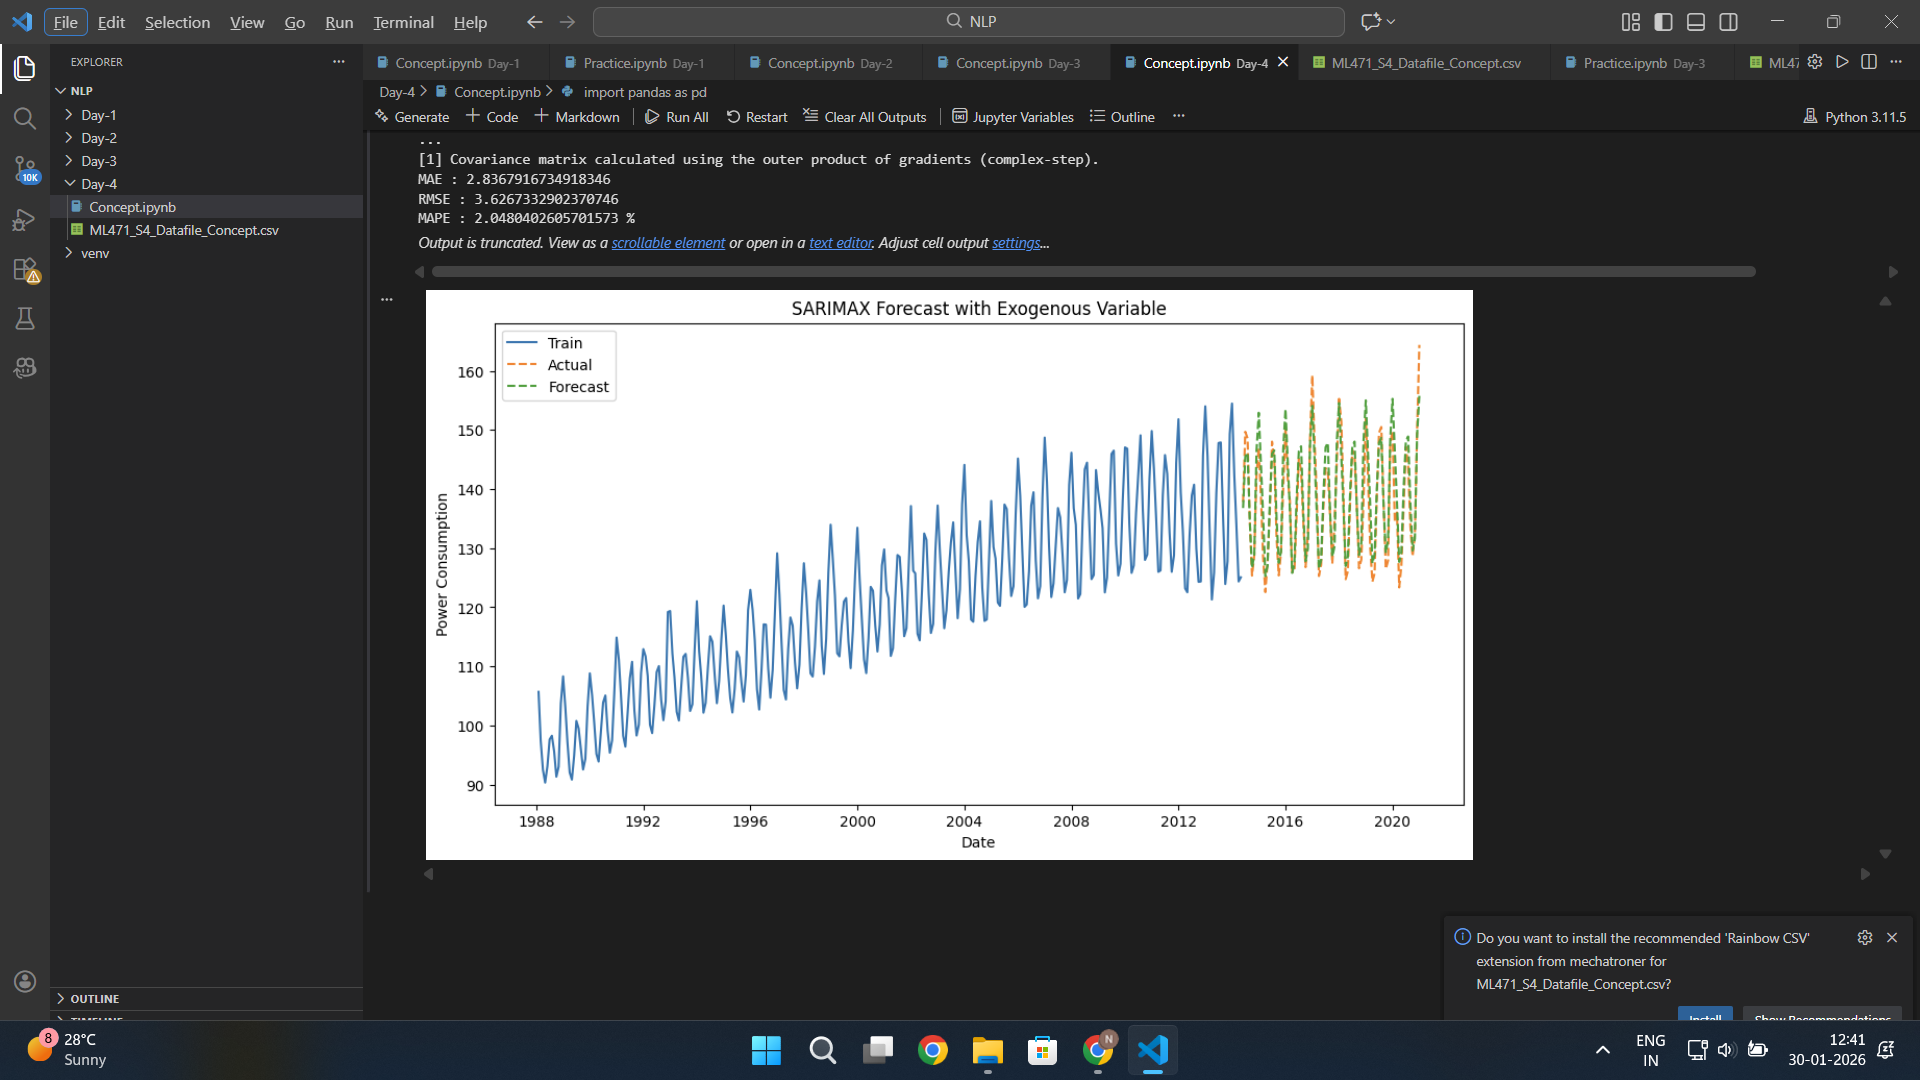 File Edit Selection View Go Run Terminal Help
NLP
EXPLORER
NLP
Day-1
Day-2
Day-3
Day-4
Concept.ipynb
ML471_S4_Datafile_Concept.csv
venv
10K
OUTLINE
Concept.ipynb Day-1
Practice.ipynb Day-1
Concept.ipynb Day-2
Concept.ipynb Day-3
Concept.ipynb Day-4
ML471_S4_Datafile_Concept.csv
Practice.ipynb Day-3
ML47
Day-4 > Concept.ipynb > import pandas as pd
Generate + Code + Markdown Run All Restart Clear All Outputs Jupyter Variables Outline ...
Python 3.11.5
...
[1] Covariance matrix calculated using the outer product of gradients (complex-step).
MAE : 2.8367916734918346
RMSE : 3.6267332902370746
MAPE : 2.0480402605701573 %
Output is truncated. View as a scrollable element or open in a text editor. Adjust cell output settings...
SARIMAX Forecast with Exogenous Variable
Train
Actual
Forecast
Power Consumption
160
150
140
130
120
110
100
90
1988 1992 1996 2000 2004 2008 2012 2016 2020
Date
Do you want to install the recommended 'Rainbow CSV'
extension from mechatroner for
ML471_S4_Datafile_Concept.csv?
Install Show Recommendations
8
28°C
Sunny
N
ENG
IN
12:41
30-01-2026